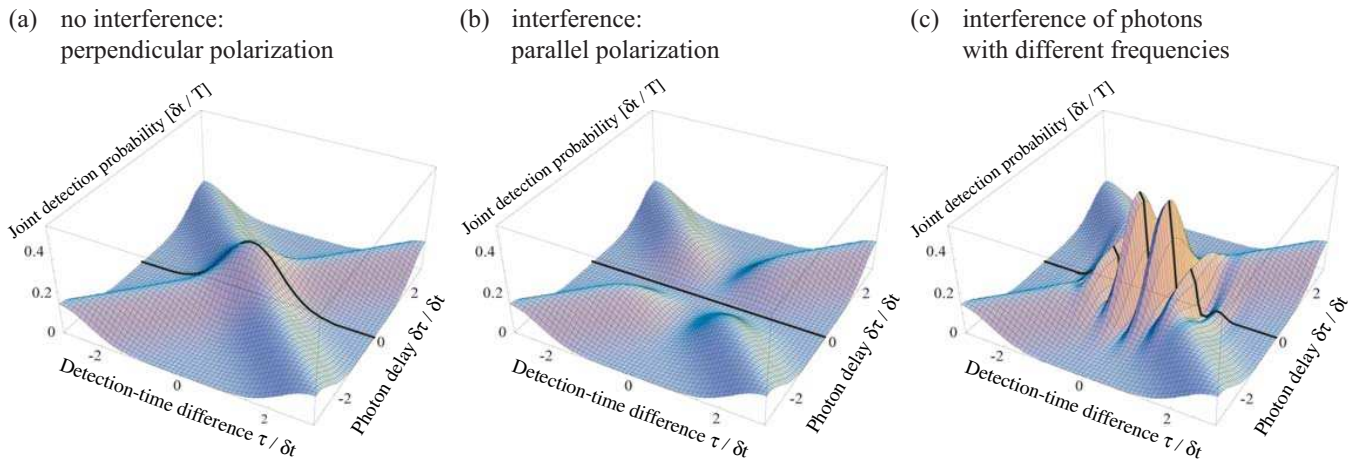 (a) no interference:
perpendicular polarization
Joint detection probability [δt / T]
0.4
0.2
0
-2
0
2
Detection-time difference τ / δt
-2
0
2
Photon delay δτ / δt
(b) interference:
parallel polarization
Joint detection probability [δt / T]
0.4
0.2
0
-2
0
2
Detection-time difference τ / δt
-2
0
2
Photon delay δτ / δt
(c) interference of photons
with different frequencies
Joint detection probability [δt / T]
0.4
0.2
0
-2
0
2
Detection-time difference τ / δt
-2
0
2
Photon delay δτ / δt